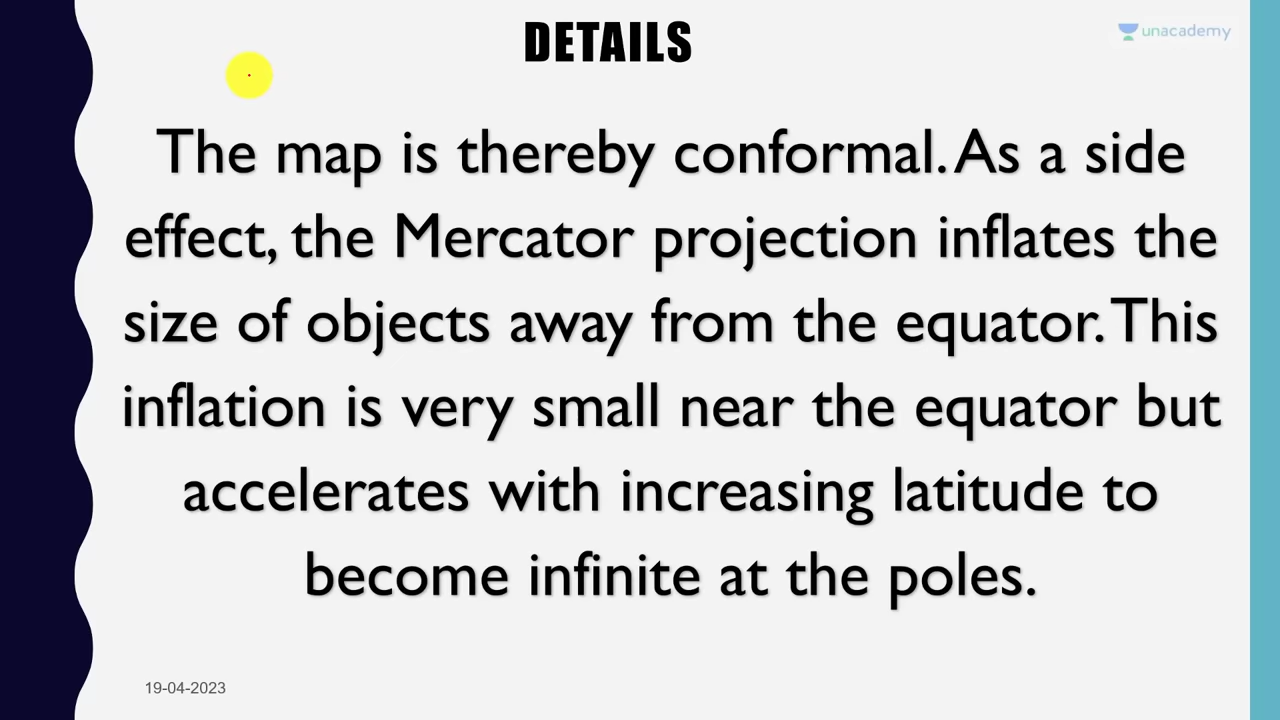 DETAILS
unacademy
The map is thereby conformal. As a side
effect, the Mercator projection inflates the
size of objects away from the equator. This
inflation is very small near the equator but
accelerates with increasing latitude to
become infinite at the poles.
19-04-2023